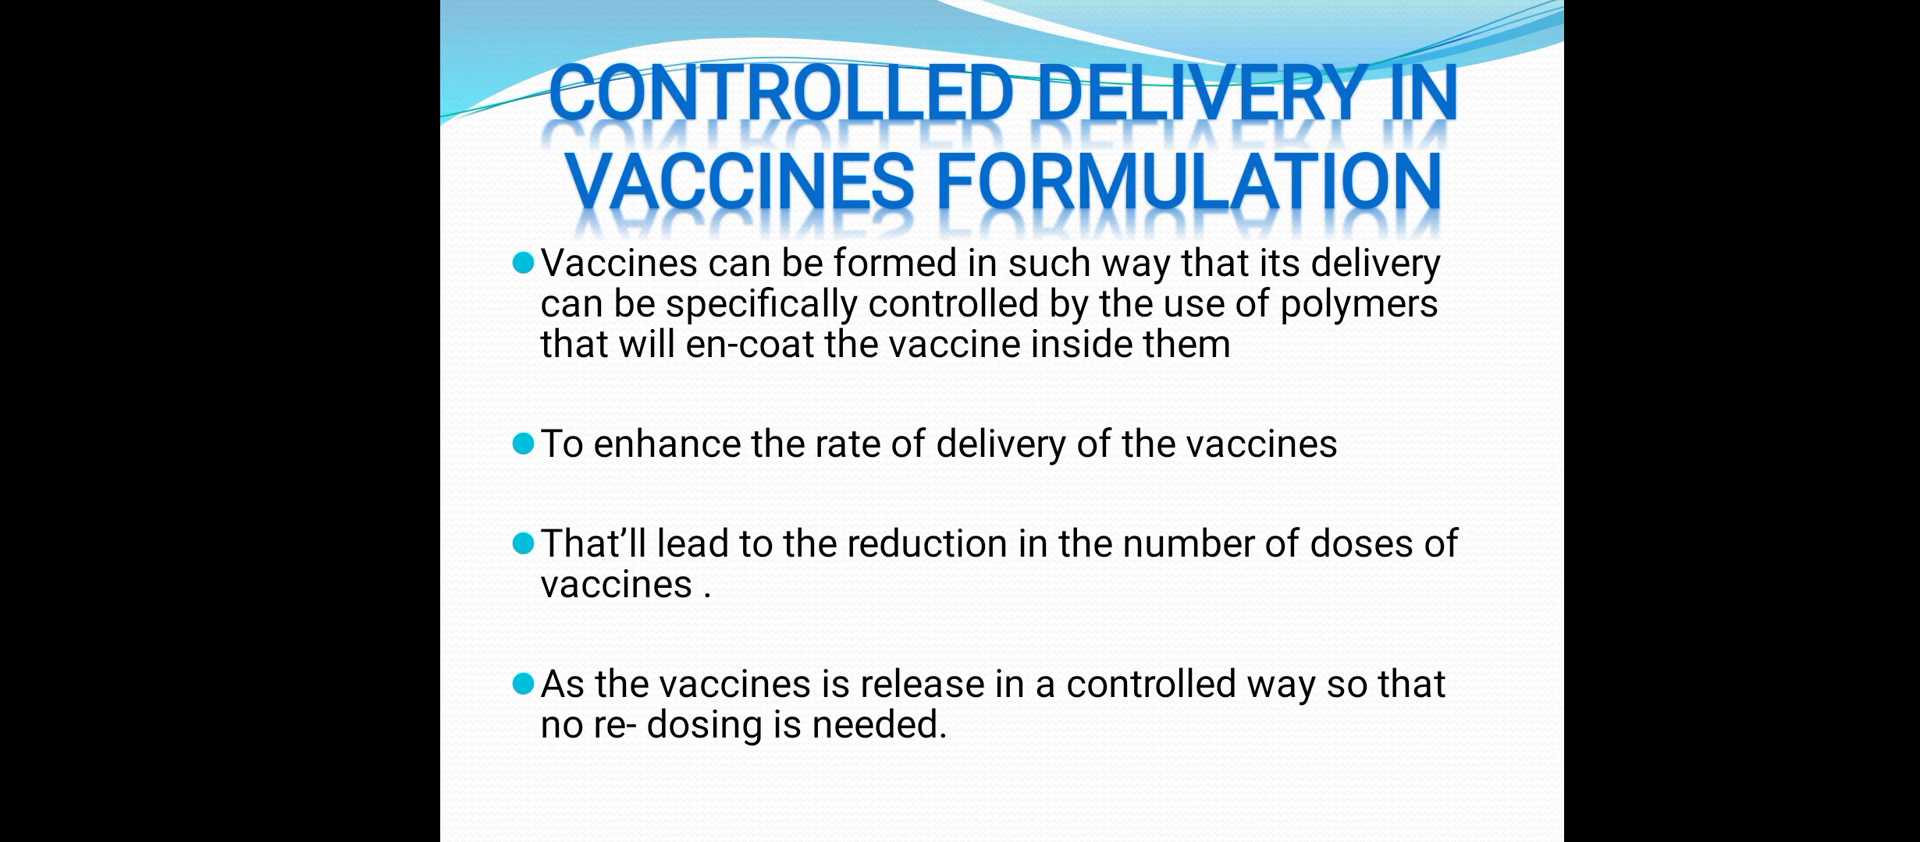 CONTROLLED DELIVERY IN
VACCINES FORMULATION
Vaccines can be formed in such way that its delivery
can be specifically controlled by the use of polymers
that will en-coat the vaccine inside them
To enhance the rate of delivery of the vaccines
That’ll lead to the reduction in the number of doses of
vaccines .
As the vaccines is release in a controlled way so that
no re- dosing is needed.